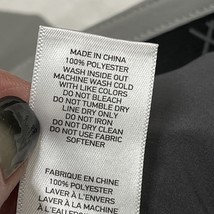 MADE IN CHINA
100% POLYESTER
WASH INSIDE OUT
MACHINE WASH COLD
WITH LIKE COLORS
DO NOT BLEACH
DO NOT TUMBLE DRY
LINE DRY ONLY
DO NOT IRON
DO NOT DRY CLEAN
DO NOT USE FABRIC
SOFTENER
FABRIQUE EN CHINE
100% POLYESTER
LAVER À L'ENVERS
LAVER À LA MACHINE
À L'EAU FROIDE